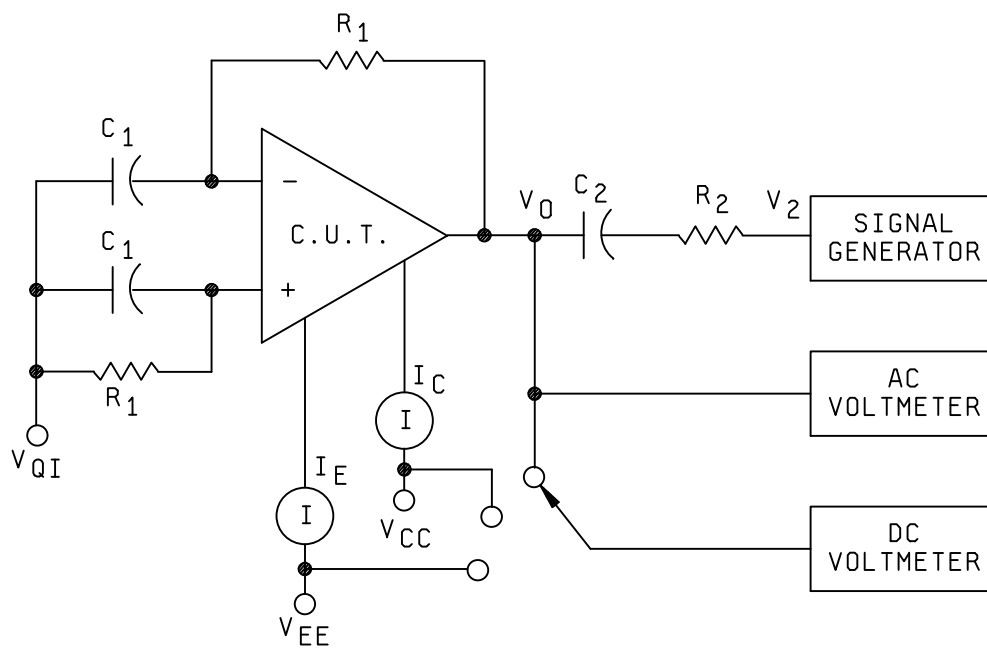 R1
C1
−
C.U.T.
VO
C2
R2
V2
SIGNAL
GENERATOR
C1
+
R1
VQI
IC
I
AC
VOLTMETER
IE
I
VCC
DC
VOLTMETER
VEE